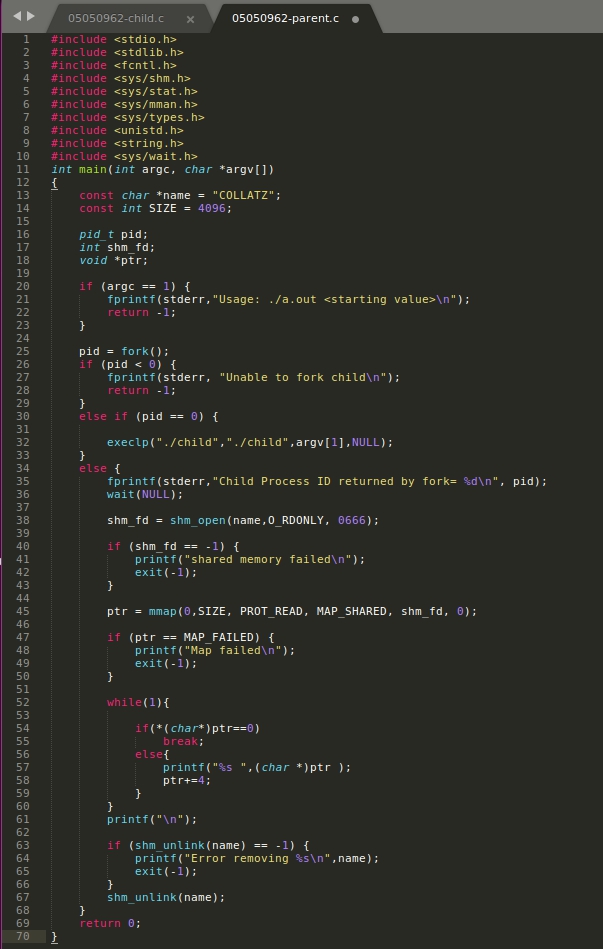 05050962-child.c x 05050962-parent.c
1 #include <stdio.h>
2 #include <stdlib.h>
3 #include <fcntl.h>
4 #include <sys/shm.h>
5 #include <sys/stat.h>
6 #include <sys/mman.h>
7 #include <sys/types.h>
8 #include <unistd.h>
9 #include <string.h>
10 #include <sys/wait.h>
11 int main(int argc, char *argv[])
12 {
13     const char *name = "COLLATZ";
14     const int SIZE = 4096;
15
16     pid_t pid;
17     int shm_fd;
18     void *ptr;
19
20     if (argc == 1) {
21         fprintf(stderr,"Usage: ./a.out <starting value>\n");
22         return -1;
23     }
24
25     pid = fork();
26     if (pid < 0) {
27         fprintf(stderr, "Unable to fork child\n");
28         return -1;
29     }
30     else if (pid == 0) {
31
32         execlp("./child","./child",argv[1],NULL);
33     }
34     else {
35         fprintf(stderr,"Child Process ID returned by fork= %d\n", pid);
36         wait(NULL);
37
38         shm_fd = shm_open(name,O_RDONLY, 0666);
39
40         if (shm_fd == -1) {
41             printf("shared memory failed\n");
42             exit(-1);
43         }
44
45         ptr = mmap(0,SIZE, PROT_READ, MAP_SHARED, shm_fd, 0);
46
47         if (ptr == MAP_FAILED) {
48             printf("Map failed\n");
49             exit(-1);
50         }
51
52         while(1){
53
54             if(*(char*)ptr==0)
55                 break;
56             else{
57                 printf("%s ",(char *)ptr );
58                 ptr+=4;
59             }
60         }
61         printf("\n");
62
63         if (shm_unlink(name) == -1) {
64             printf("Error removing %s\n",name);
65             exit(-1);
66         }
67         shm_unlink(name);
68     }
69     return 0;
70 }